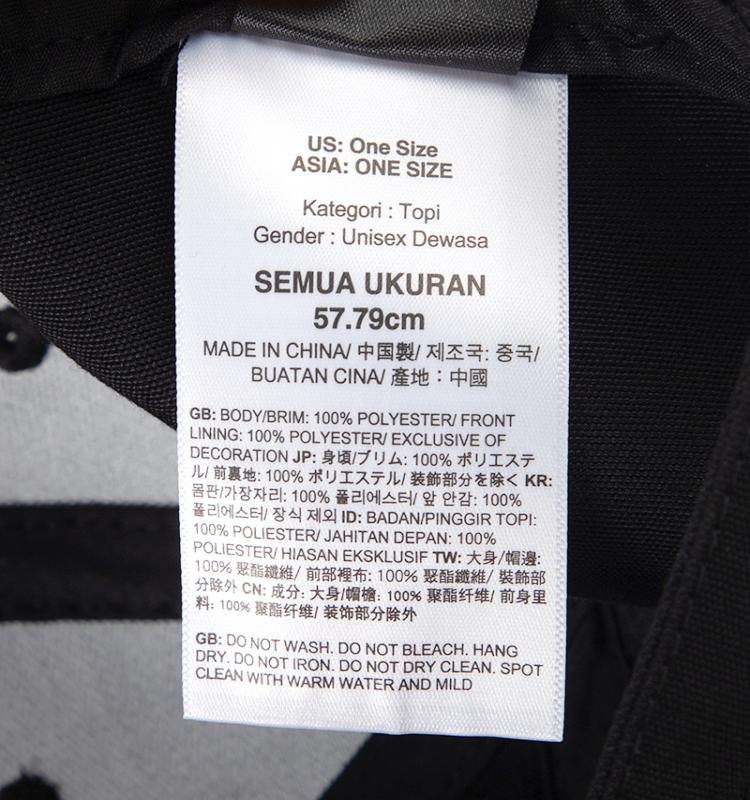 US: One Size
ASIA: ONE SIZE
Kategori : Topi
Gender : Unisex Dewasa
SEMUA UKURAN
57.79cm
MADE IN CHINA/ 中国製/ 제조국: 중국/
BUATAN CINA/ 產地：中國
GB: BODY/BRIM: 100% POLYESTER/ FRONT
LINING: 100% POLYESTER/ EXCLUSIVE OF
DECORATION JP: 身頃/ブリム: 100% ポリエステ
ル/ 前裏地: 100% ポリエステル/ 装飾部分を除く KR:
몸판/가장자리: 100% 폴리에스터/ 앞 안감: 100%
폴리에스터/ 장식 제외 ID: BADAN/PINGGIR TOPI:
100% POLIESTER/ JAHITAN DEPAN: 100%
POLIESTER/ HIASAN EKSKLUSIF TW: 大身/帽邊:
100% 聚酯纖維/ 前部裡布: 100% 聚酯纖維/ 裝飾部
分除外 CN: 成分: 大身/帽檐: 100% 聚酯纤维/ 前身里
料: 100% 聚酯纤维/ 装饰部分除外
GB: DO NOT WASH. DO NOT BLEACH. HANG
DRY. DO NOT IRON. DO NOT DRY CLEAN. SPOT
CLEAN WITH WARM WATER AND MILD